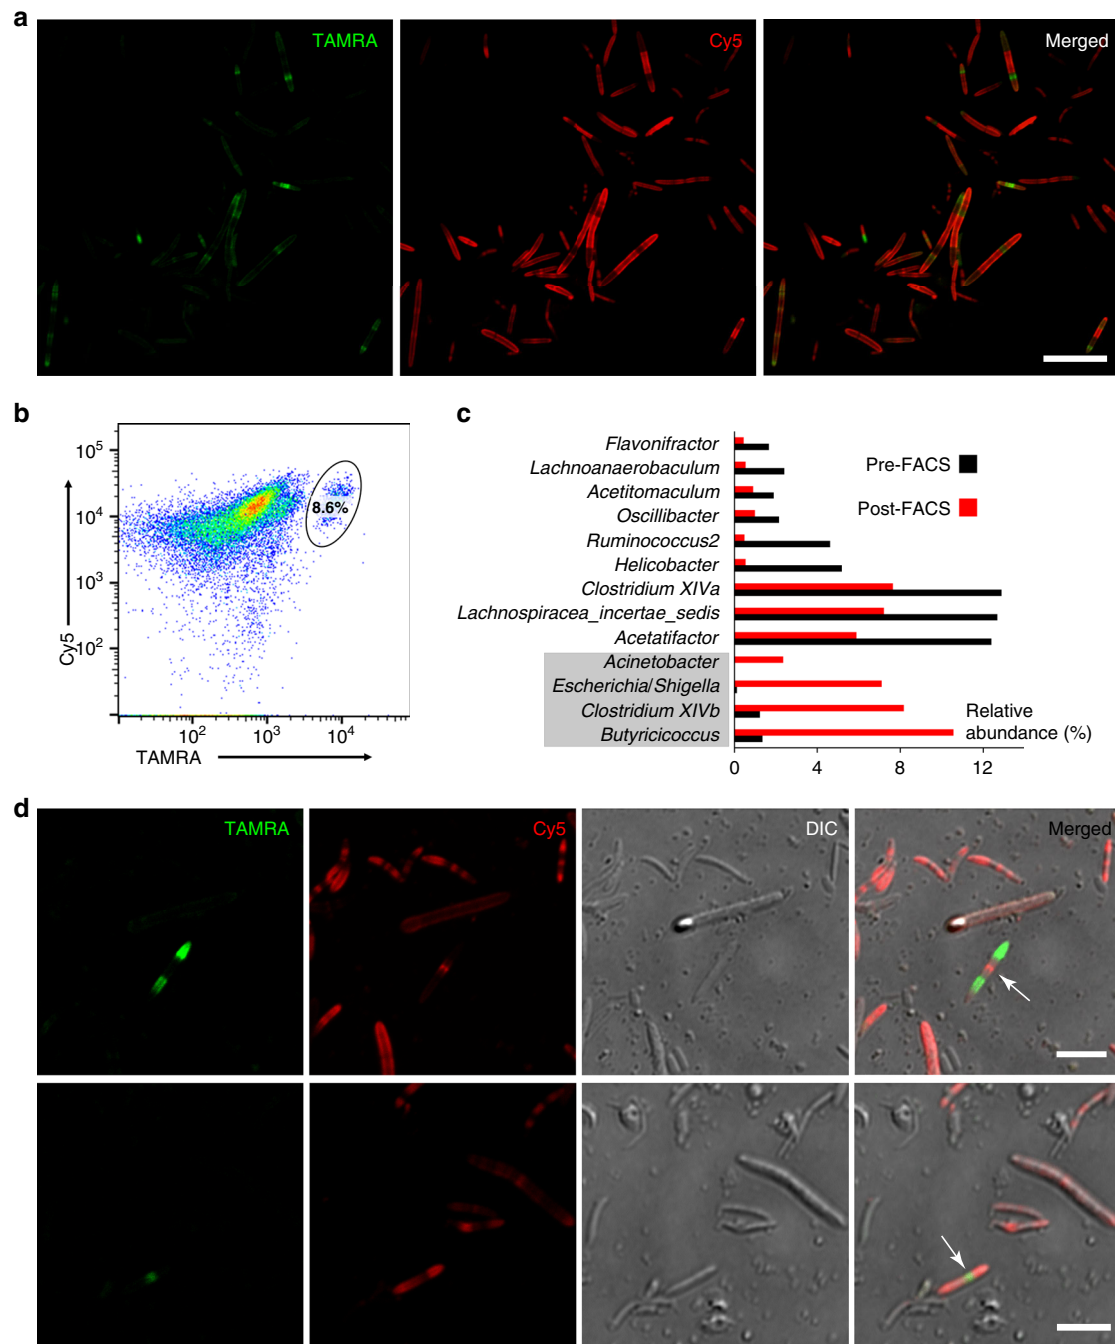 a
TAMRA
Cy5
Merged
b
10^5
10^4
10^3
10^2
Cy5
8.6%
10^2
10^3
10^4
TAMRA
c
Flavonifractor
Lachnoanaerobaculum
Acetitomaculum
Oscillibacter
Ruminococcus2
Helicobacter
Clostridium XIVa
Lachnospiracea_incertae_sedis
Acetatifactor
Acinetobacter
Escherichia/Shigella
Clostridium XIVb
Butyricicoccus
Pre-FACS
Post-FACS
Relative
abundance (%)
0
4
8
12
d
TAMRA
Cy5
DIC
Merged